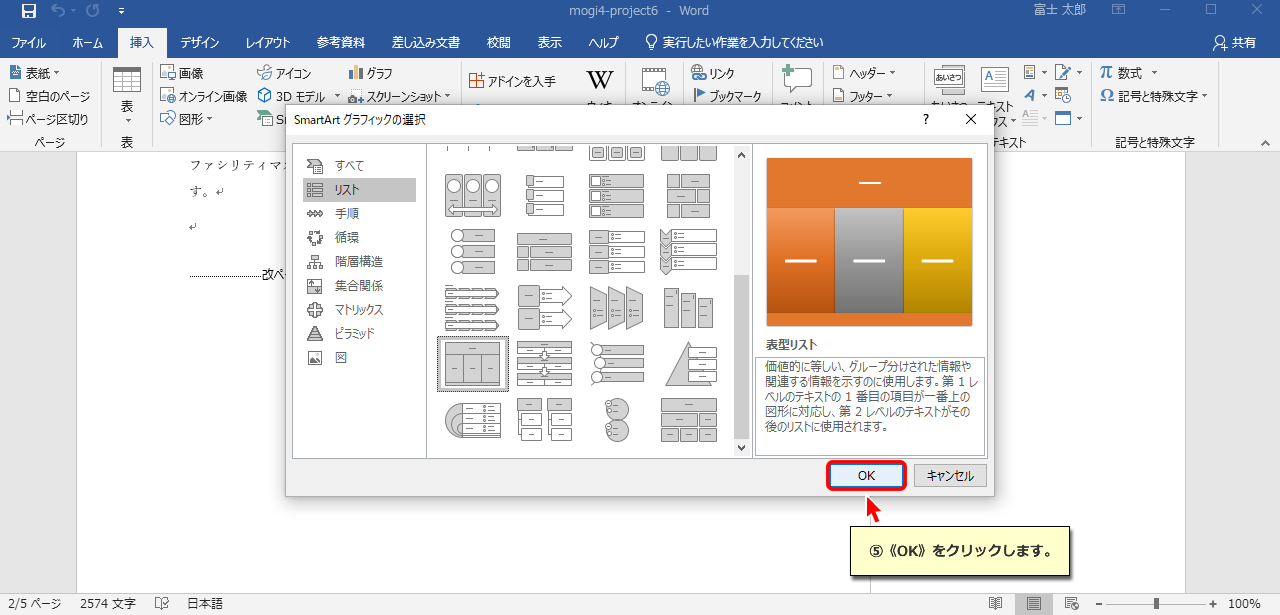 mogi4-project6 - Word
富士 太郎
ファイル
ホーム
挿入
デザイン
レイアウト
参考資料
差し込み文書
校閲
表示
ヘルプ
実行したい作業を入力してください
共有
表紙
空白のページ
ページ区切り
ページ
表
表
画像
オンライン画像
図形
アイコン
3D モデル
グラフ
スクリーンショット
アドインを入手
W
リンク
ブックマーク
ヘッダー
フッター
あいさつ
A
π 数式
Ω 記号と特殊文字
記号と特殊文字
ファシリティマ
す。
改ペ
SmartArt グラフィックの選択
?
すべて
リスト
手順
循環
階層構造
集合関係
マトリックス
ピラミッド
図
表型リスト
価値的に等しい、グループ分けされた情報や
関連する情報を示すのに使用します。第 1 レ
ベルのテキストの 1 番目の項目が一番上の
図形に対応し、第 2 レベルのテキストがその
後のリストに使用されます。
OK
キャンセル
⑤《OK》をクリックします。
2/5 ページ
2574 文字
日本語
100%